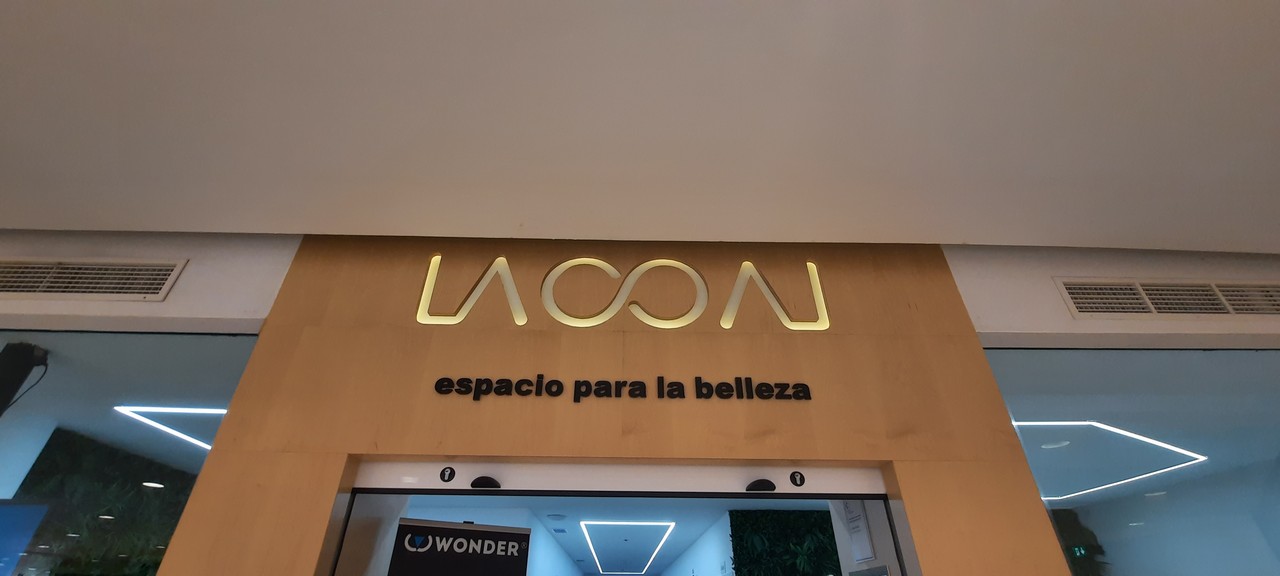 LACOON
espacio para la belleza
WONDER